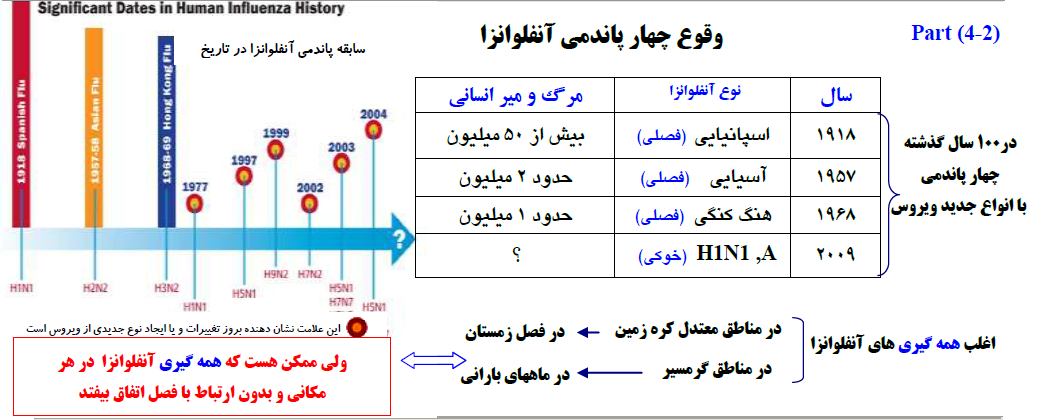 Significant Dates in Human Influenza History
سابقه پاندمی آنفلوانزا در تاریخ
1918 Spanish Flu
1957-58 Asian Flu
1968-69 Hong Kong Flu
1977
1997
1999
2002
2003
2004
?
H1N1
H2N2
H3N2
H1N1
H5N1
H9N2
H7N2
H5N1
H7N7
H5N1
این علامت نشان دهنده بروز تغییرات و یا ایجاد نوع جدیدی از ویروس است
Part (4-2)
وقوع چهار پاندمی آنفلوانزا
سال نوع آنفلوانزا مرگ و میر انسانی
۱۹۱۸ اسپانیایی (فصلی) بیش از ۵۰ میلیون
۱۹۵۷ آسیایی (فصلی) حدود ۲ میلیون
۱۹۶۸ هنگ کنگی (فصلی) حدود ۱ میلیون
۲۰۰۹ H1N1 ,A (خوکی) ؟
در۱۰۰ سال گذشته
چهار پاندمی
با انواع جدید ویروس
اغلب همه گیری های آنفلوانزا
در مناطق معتدل کره زمین در فصل زمستان
در مناطق گرمسیر در ماههای بارانی
ولی ممکن هست که همه گیری آنفلوانزا در هر
مکانی و بدون ارتباط با فصل اتفاق بیفتد